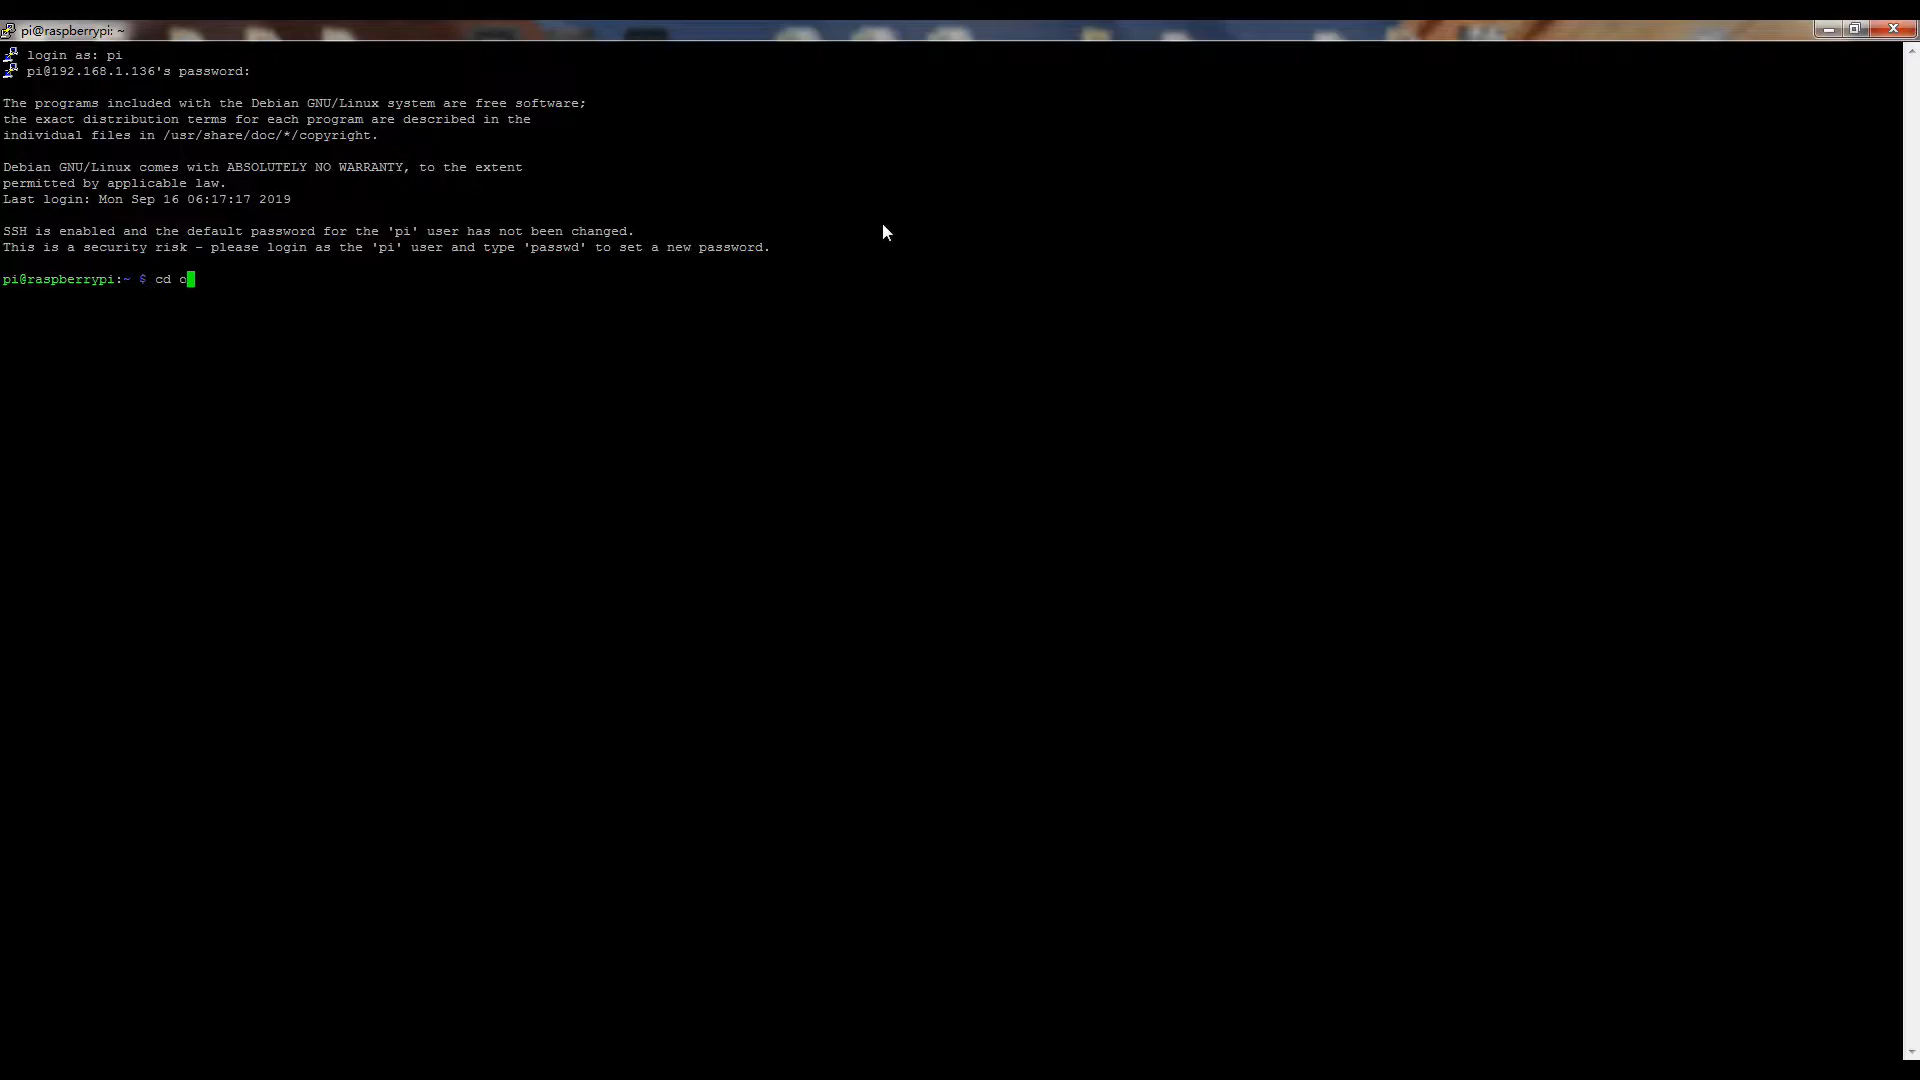 pi@raspberrypi: ~
login as: pi
pi@192.168.1.136's password:
The programs included with the Debian GNU/Linux system are free software;
the exact distribution terms for each program are described in the
individual files in /usr/share/doc/*/copyright.
Debian GNU/Linux comes with ABSOLUTELY NO WARRANTY, to the extent
permitted by applicable law.
Last login: Mon Sep 16 06:17:17 2019
SSH is enabled and the default password for the 'pi' user has not been changed.
This is a security risk - please login as the 'pi' user and type 'passwd' to set a new password.
pi@raspberrypi:~ $ cd o